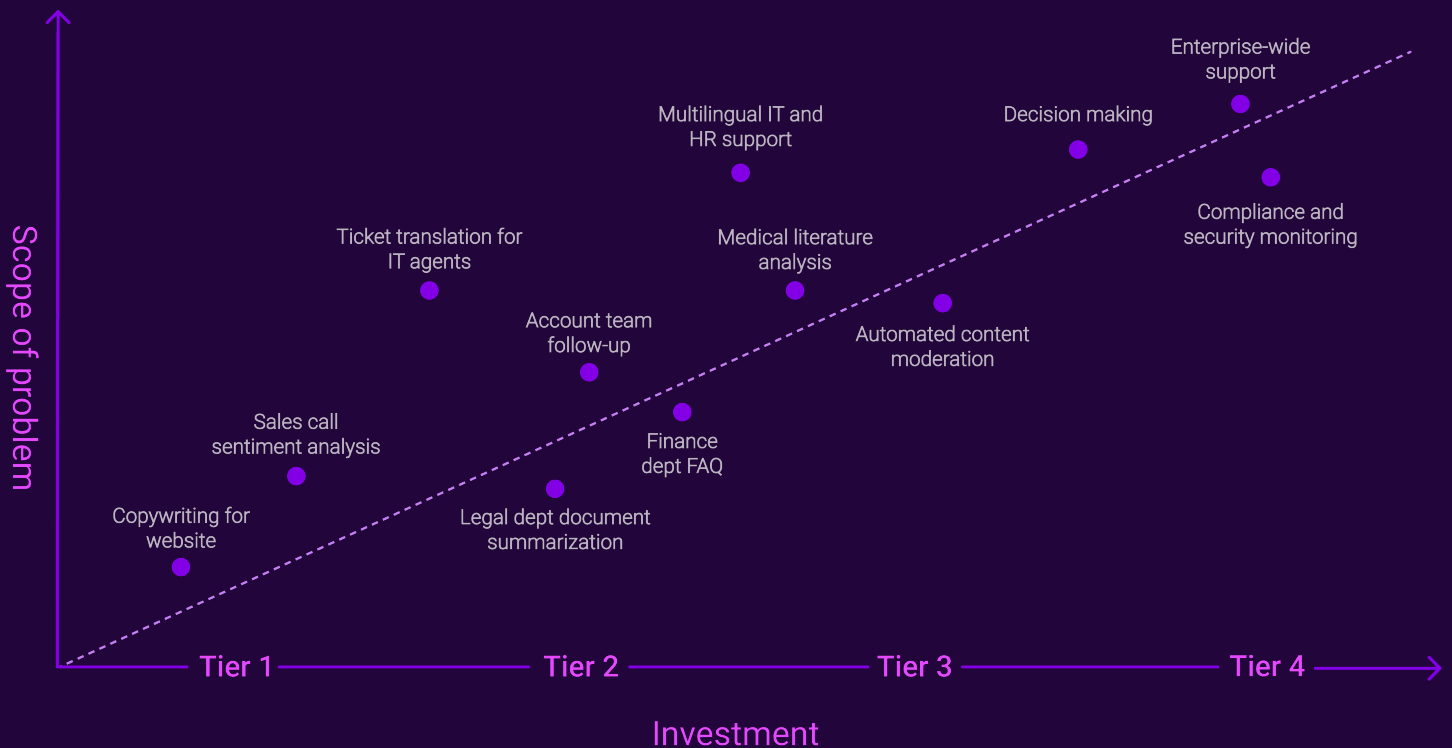 Enterprise-wide
support
Multilingual IT and
HR support
Decision making
Compliance and
security monitoring
Ticket translation for
IT agents
Medical literature
analysis
Account team
follow-up
Automated content
moderation
Sales call
sentiment analysis
Finance
dept FAQ
Copywriting for
website
Legal dept document
summarization
Scope of problem
Tier 1
Tier 2
Tier 3
Tier 4
Investment